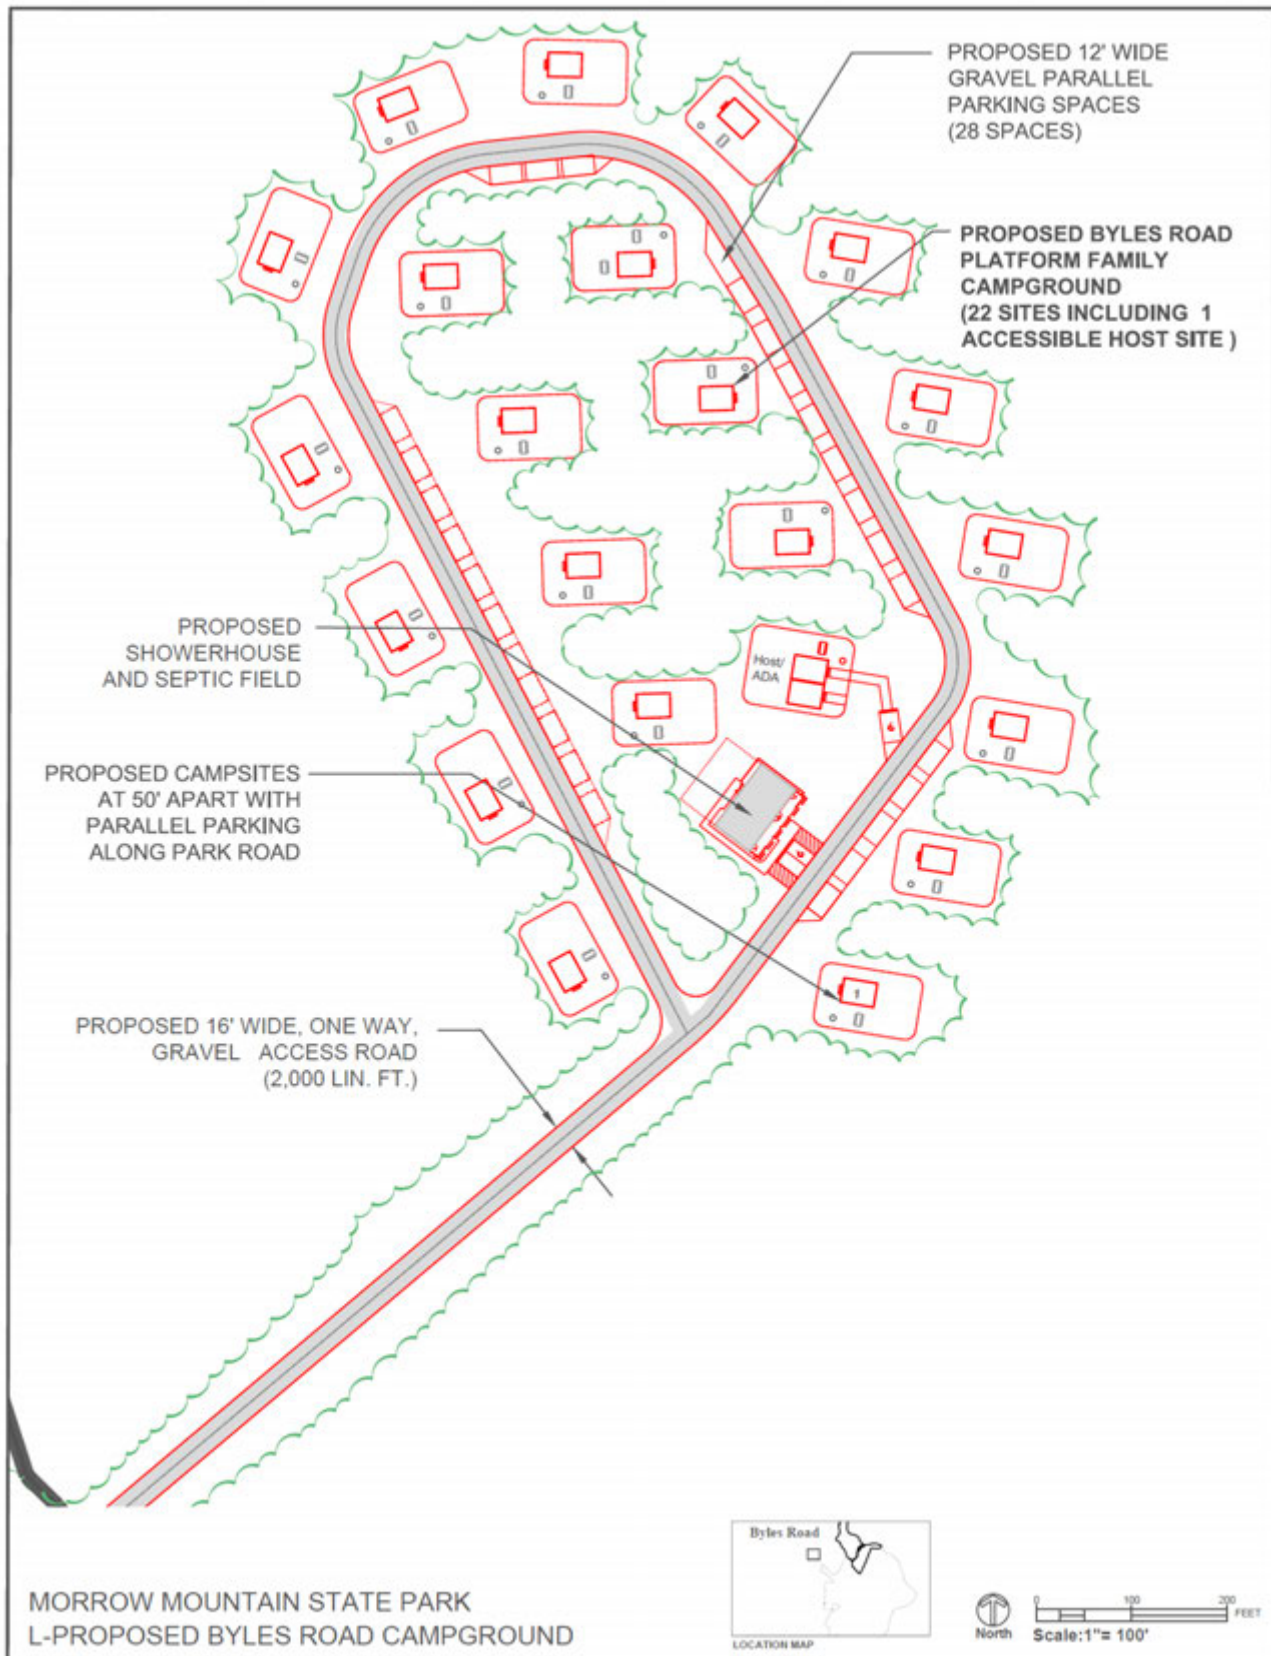 PROPOSED 12' WIDE
GRAVEL PARALLEL
PARKING SPACES
(28 SPACES)
PROPOSED BYLES ROAD
PLATFORM FAMILY
CAMPGROUND
(22 SITES INCLUDING 1
ACCESSIBLE HOST SITE )
PROPOSED
SHOWERHOUSE
AND SEPTIC FIELD
Host/
ADA
PROPOSED CAMPSITES
AT 50' APART WITH
PARALLEL PARKING
ALONG PARK ROAD
1
PROPOSED 16' WIDE, ONE WAY,
GRAVEL ACCESS ROAD
(2,000 LIN. FT.)
Byles Road
LOCATION MAP
North
0 100 200
FEET
Scale:1"= 100'
MORROW MOUNTAIN STATE PARK
L-PROPOSED BYLES ROAD CAMPGROUND